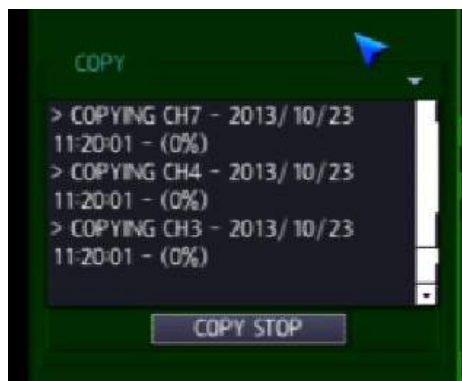 COPY
> COPYING CH7 - 2013/10/23
11:20:01 - (0%)
> COPYING CH4 - 2013/10/23
11:20:01 - (0%)
> COPYING CH3 - 2013/10/23
11:20:01 - (0%)
COPY STOP